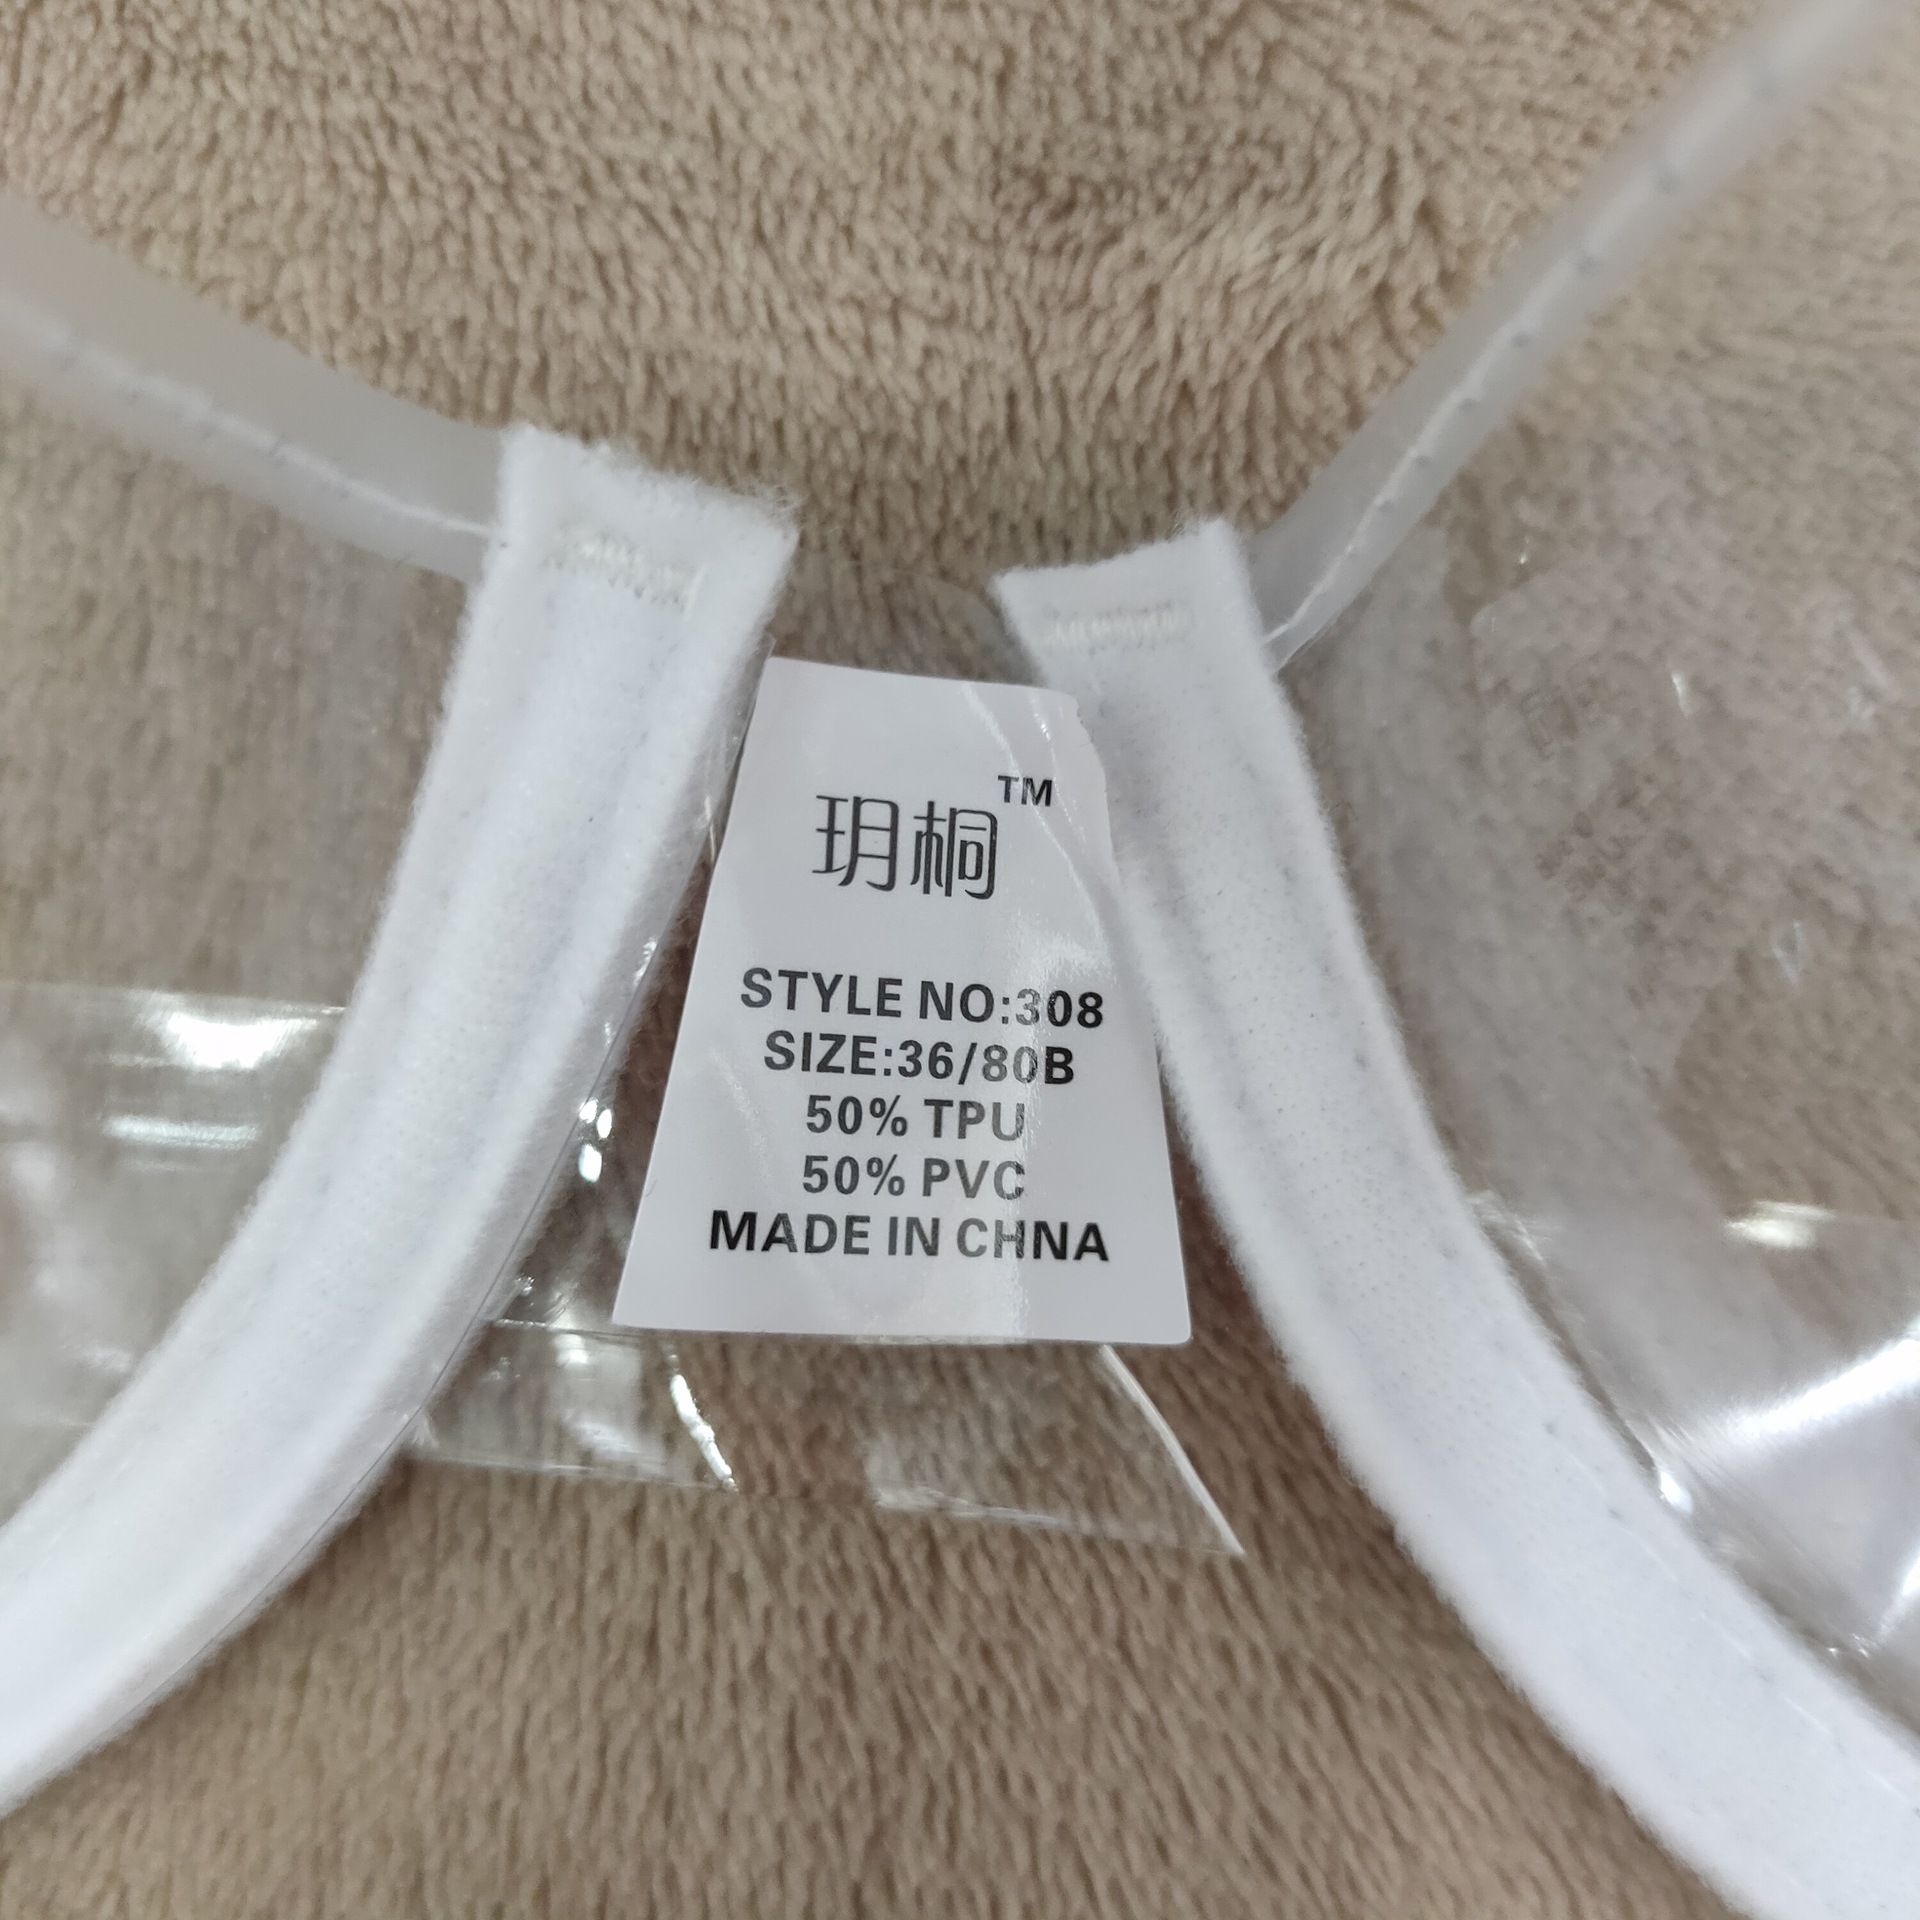 玥桐™
STYLE NO:308
SIZE:36/80B
50% TPU
50% PVC
MADE IN CHNA